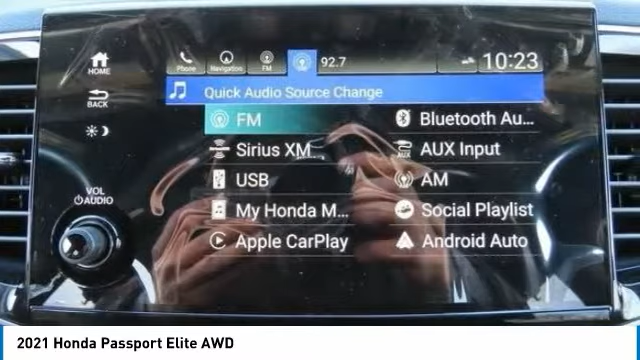 HOME
Phone Navigation FM 92.7 10:23
Quick Audio Source Change
BACK
FM Bluetooth Au...
Sirius XM... AUX Input
USB AM
VOL
AUDIO
My Honda M... Social Playlist
Apple CarPlay Android Auto
2021 Honda Passport Elite AWD